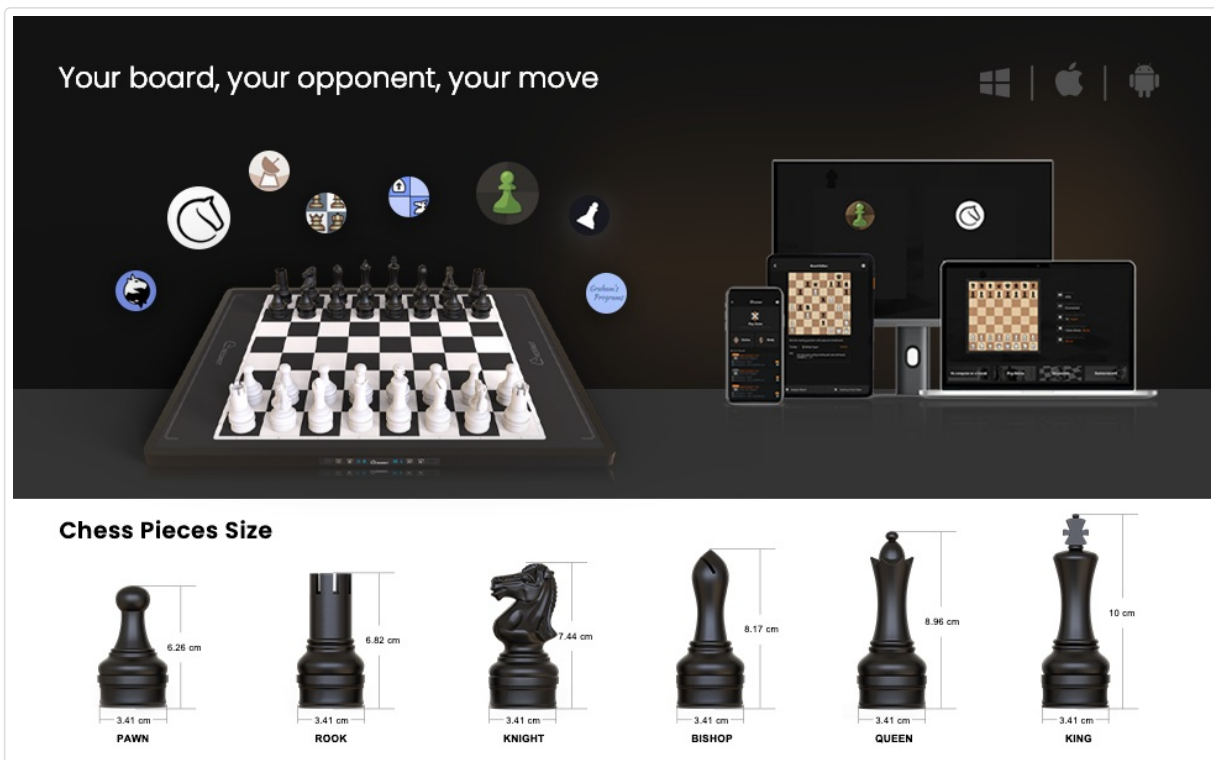 Your board, your opponent, your move
Graham's
Programs
Chess Pieces Size
6.26 cm
6.82 cm
7.44 cm
8.17 cm
8.96 cm
10 cm
3.41 cm
3.41 cm
3.41 cm
3.41 cm
3.41 cm
3.41 cm
PAWN
ROOK
KNIGHT
BISHOP
QUEEN
KING